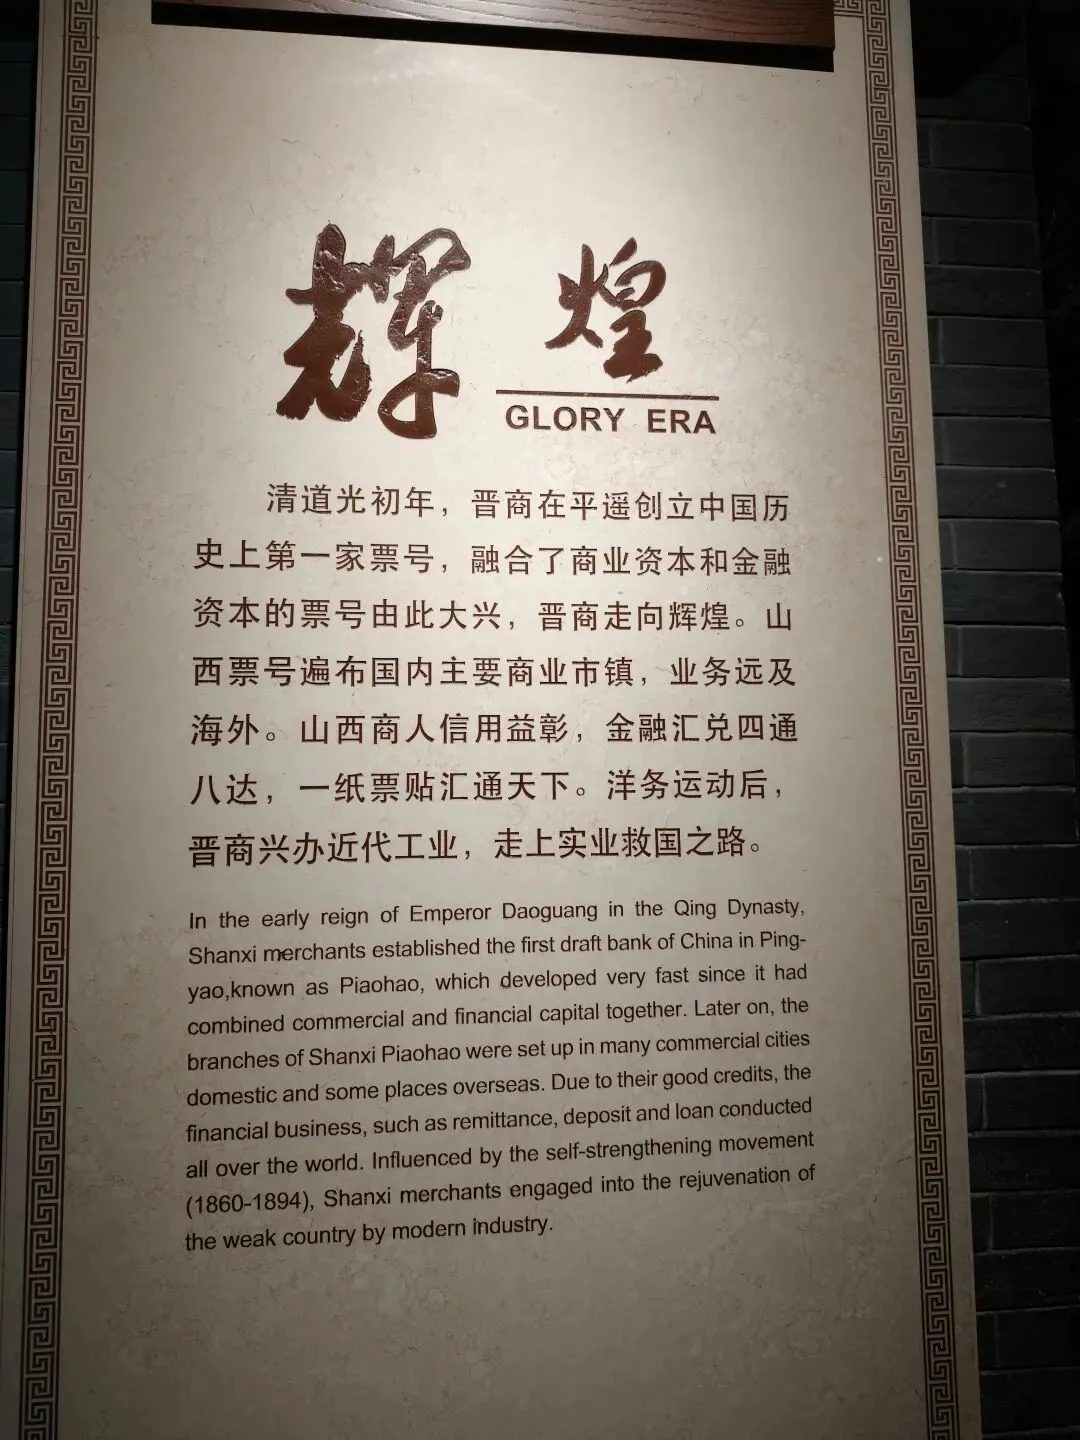 辉煌
GLORY ERA
清道光初年，晋商在平遥创立中国历
史上第一家票号，融合了商业资本和金融
资本的票号由此大兴，晋商走向辉煌。山
西票号遍布国内主要商业市镇，业务远及
海外。山西商人信用益彰，金融汇兑四通
八达，一纸票贴汇通天下。洋务运动后，
晋商兴办近代工业，走上实业救国之路。
In the early reign of Emperor Daoguang in the Qing Dynasty,
Shanxi merchants established the first draft bank of China in Ping-
yao,known as Piaohao, which developed very fast since it had
combined commercial and financial capital together. Later on, the
branches of Shanxi Piaohao were set up in many commercial cities
domestic and some places overseas. Due to their good credits, the
financial business, such as remittance, deposit and loan conducted
all over the world. Influenced by the self-strengthening movement
(1860-1894), Shanxi merchants engaged into the rejuvenation of
the weak country by modern industry.